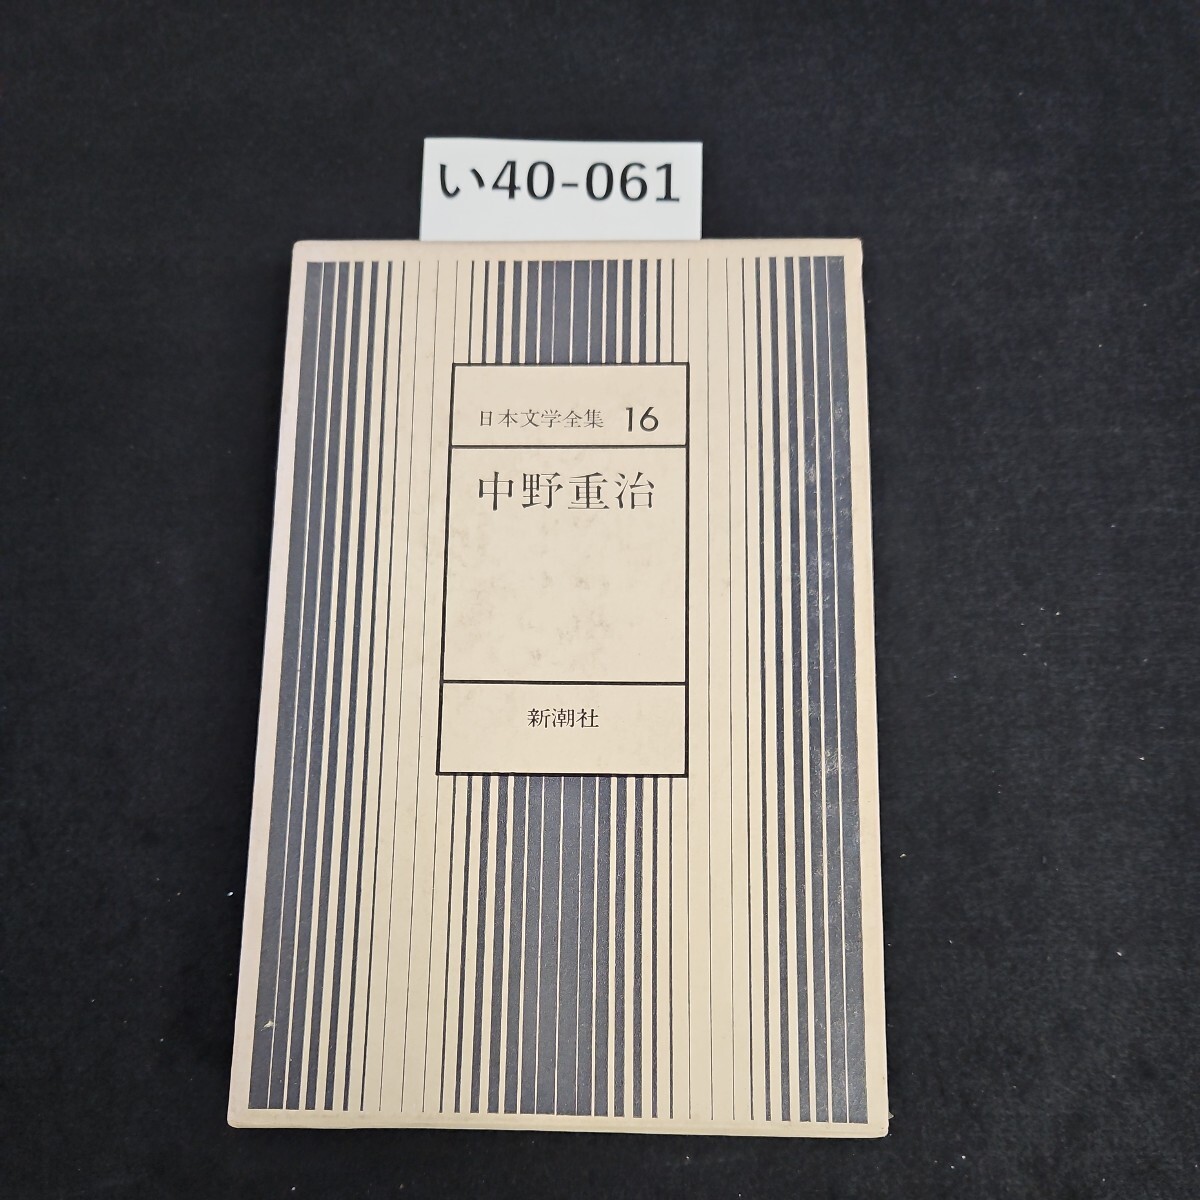 い40-061
日本文学全集 16
中野重治
新潮社